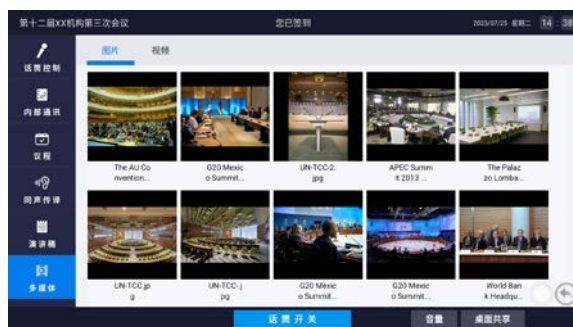 第十二届XX机构第三次会议 您已签到 2023/07/25 星期二 14 : 38
话筒控制
内部通讯
议程
同声传译
演讲稿
多媒体
图片 视频
The AU Co
nvention...
G20 Mexic
o Summit...
UN-TCC-2.
jpg
APEC Summ
it 2013 ...
The Palaz
zo Lomba...
UN-TCC.jp
g
UN-TCC-.j
pg
G20 Mexic
o Summit...
G20 Mexic
o Summit...
World Ban
k Headqu...
话筒开关 音量 桌面共享